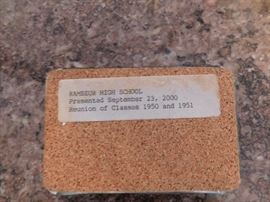 RAMSEUR HIGH SCHOOL
Presented September 23, 2000
Reunion of Classes 1950 and 1951